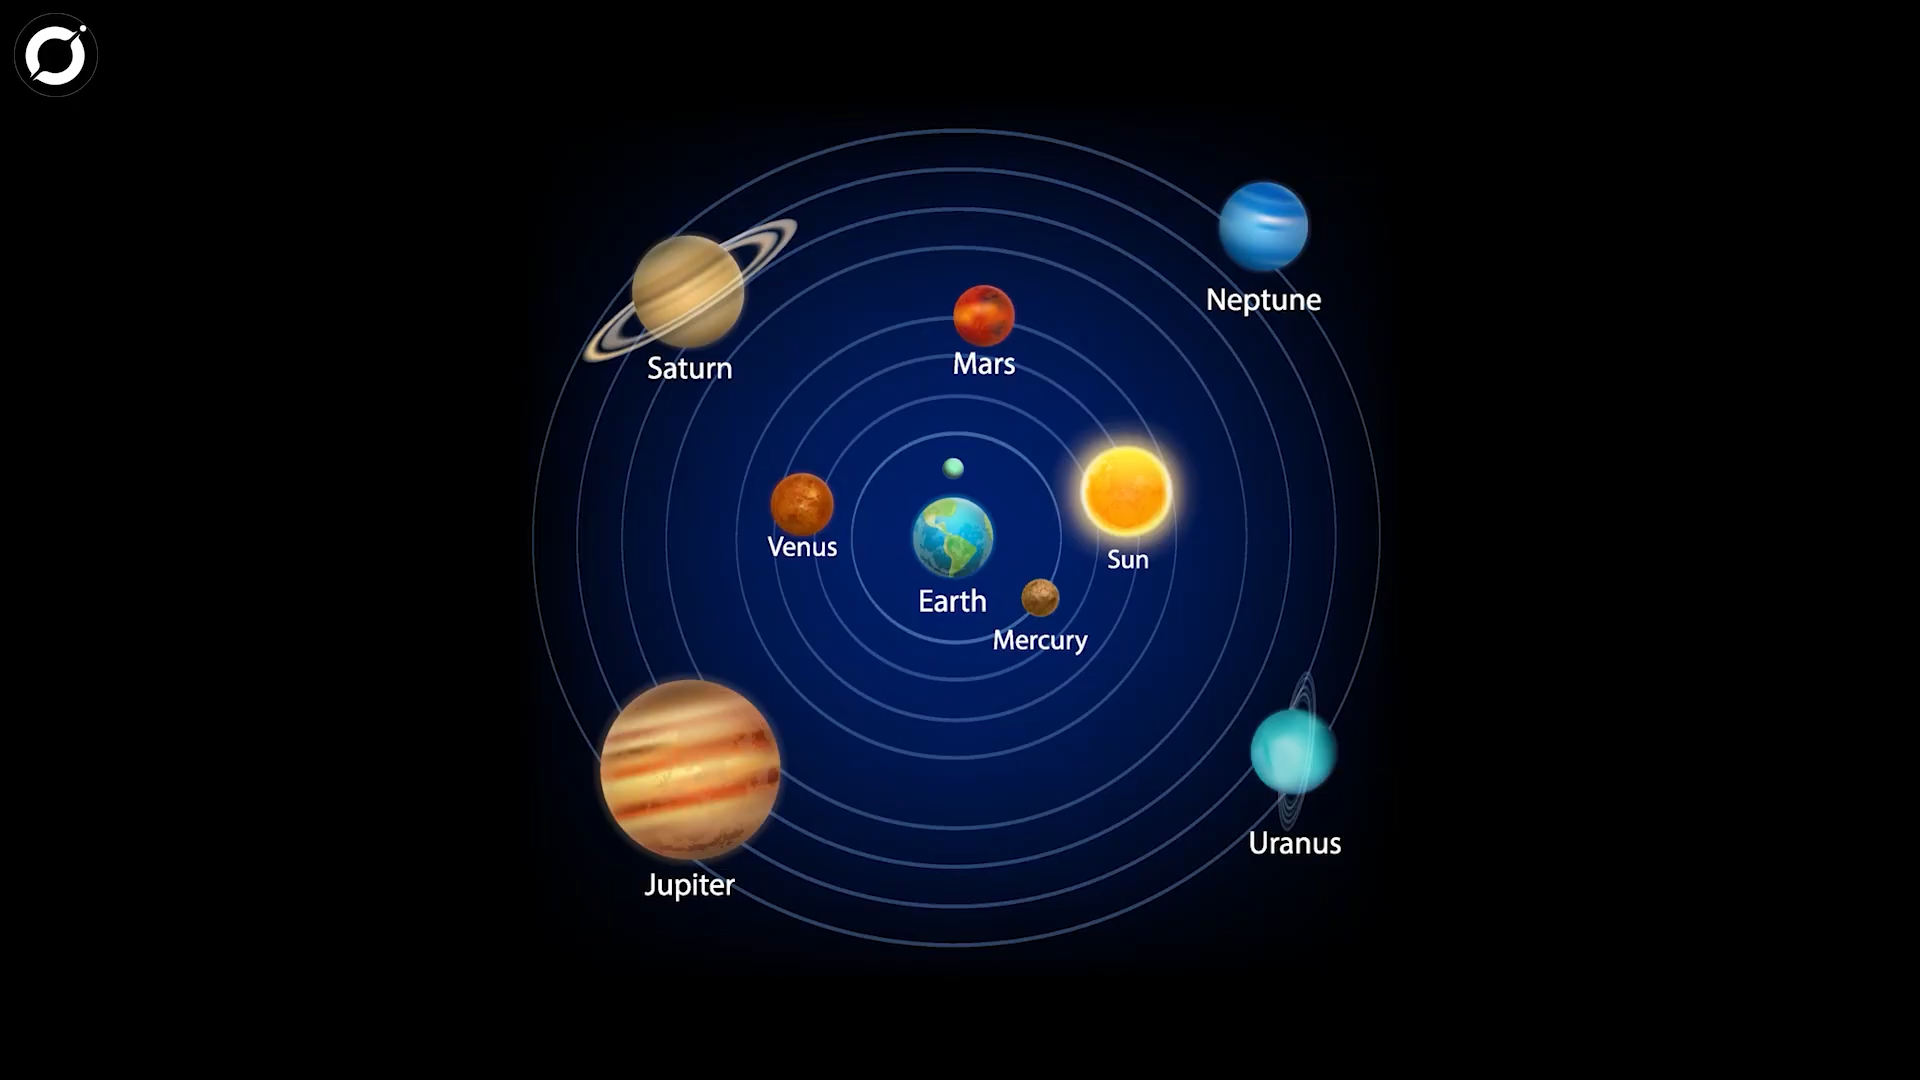 Neptune
Saturn
Mars
Venus
Sun
Earth
Mercury
Uranus
Jupiter